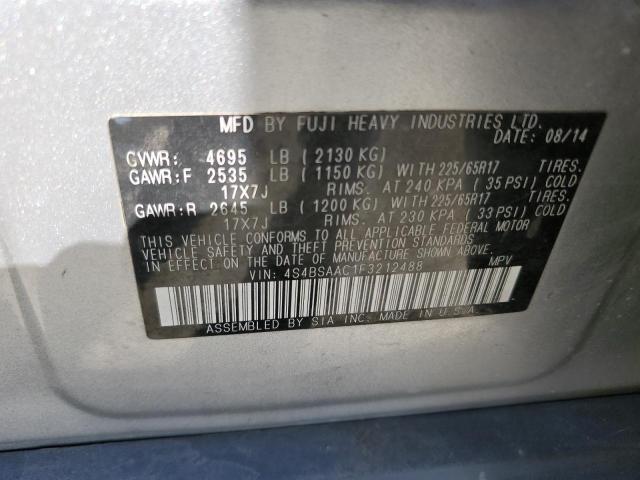 MFD BY FUJI HEAVY INDUSTRIES LTD.
DATE: 08/14
GVWR: 4695 LB (2130 KG)
GAWR:F 2535 LB (1150 KG) WITH 225/65R17 TIRES.
17X7J RIMS. AT 240 KPA (35 PSI) COLD
GAWR:R 2645 LB (1200 KG) WITH 225/65R17 TIRES.
17X7J RIMS. AT 230 KPA (33 PSI) COLD
THIS VEHICLE CONFORMS TO ALL APPLICABLE FEDERAL MOTOR
VEHICLE SAFETY AND THEFT PREVENTION STANDARDS
IN EFFECT ON THE DATE OF MANUFACTURE SHOWN ABOVE.
VIN: 4S4BSAAC1F3212488 MPV
ASSEMBLED BY SIA INC. MADE IN U.S.A.